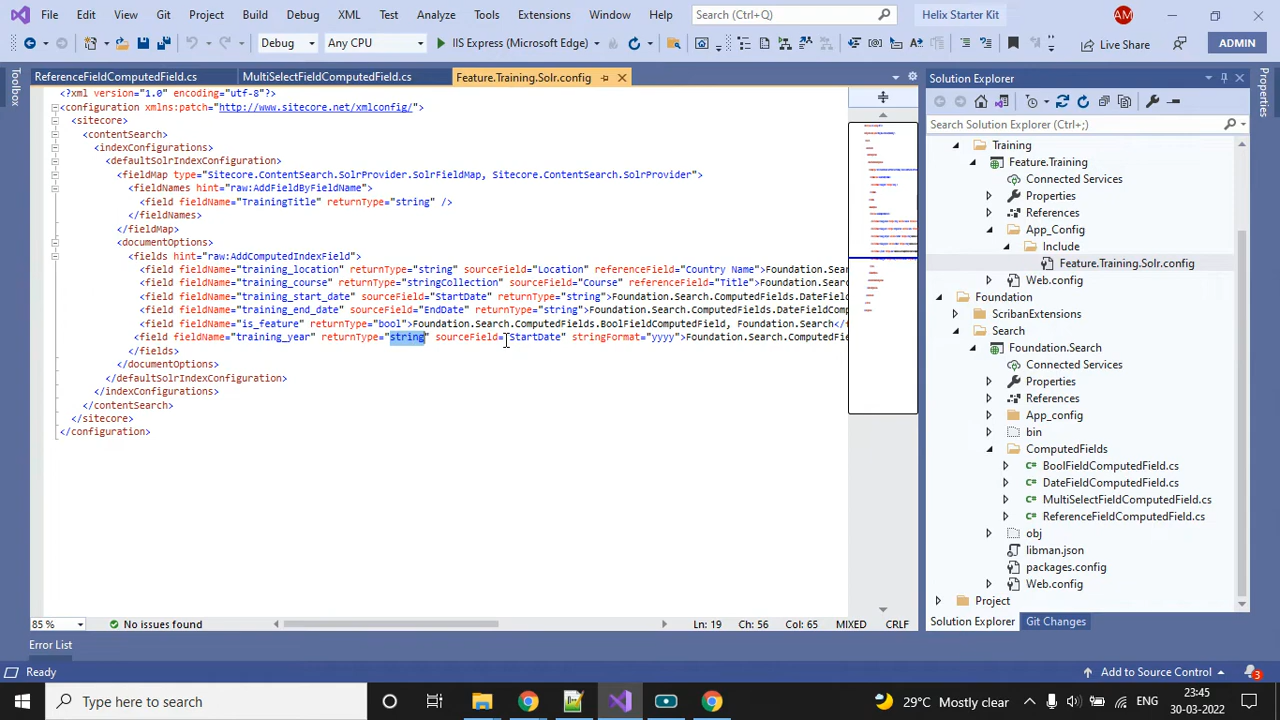 File Edit View Git Project Build Debug XML Test Analyze Tools Extensions Window Help Search (Ctrl+Q) Helix Starter Kit AM
Debug Any CPU IIS Express (Microsoft Edge) Live Share ADMIN
Toolbox
ReferenceFieldComputedField.cs MultiSelectFieldComputedField.cs Feature.Training.Solr.config
<?xml version="1.0" encoding="utf-8"?>
<configuration xmlns:patch="http://www.sitecore.net/xmlconfig/">
<sitecore>
<contentSearch>
<indexConfigurations>
<defaultSolrIndexConfiguration>
<fieldMap type="Sitecore.ContentSearch.SolrProvider.SolrFieldMap, Sitecore.ContentSearch.SolrProvider">
<fieldNames hint="raw:AddFieldByFieldName">
<field fieldName="TrainingTitle" returnType="string" />
</fieldNames>
</fieldMap>
<documentOptions>
<fields hint="raw:AddComputedIndexField">
<field fieldName="training_location" returnType="string" sourceField="Location" referenceField="Country Name">Foundation.Sear
<field fieldName="training_course" returnType="stringCollection" sourceField="Course" referenceField="Title">Foundation.Searc
<field fieldName="training_start_date" sourceField="StartDate" returnType="string">Foundation.Search.ComputedFields.DateField
<field fieldName="training_end_date" sourceField="EndDate" returnType="string">Foundation.Search.ComputedFields.DateFieldCom
<field fieldName="is_feature" returnType="bool">Foundation.Search.ComputedFields.BoolFieldComputedField, Foundation.Search</f
<field fieldName="training_year" returnType="string" sourceField="StartDate" stringFormat="yyyy">Foundation.Search.ComputedFie
</fields>
</documentOptions>
</defaultSolrIndexConfiguration>
</indexConfigurations>
</contentSearch>
</sitecore>
</configuration>
85 % No issues found Ln: 19 Ch: 56 Col: 65 MIXED CRLF
Solution Explorer
Search Solution Explorer (Ctrl+;)
Training
Feature.Training
Connected Services
Properties
References
App_Config
Include
Feature.Training.Solr.config
Web.config
Foundation
ScribanExtensions
Search
Foundation.Search
Connected Services
Properties
References
App_config
bin
ComputedFields
BoolFieldComputedField.cs
DateFieldComputedField.cs
MultiSelectFieldComputedField.cs
ReferenceFieldComputedField.cs
obj
libman.json
packages.config
Web.config
Project
Solution Explorer Git Changes
Properties
Error List
Ready Add to Source Control 3
Type here to search 29°C Mostly clear ENG 23:45
30-03-2022